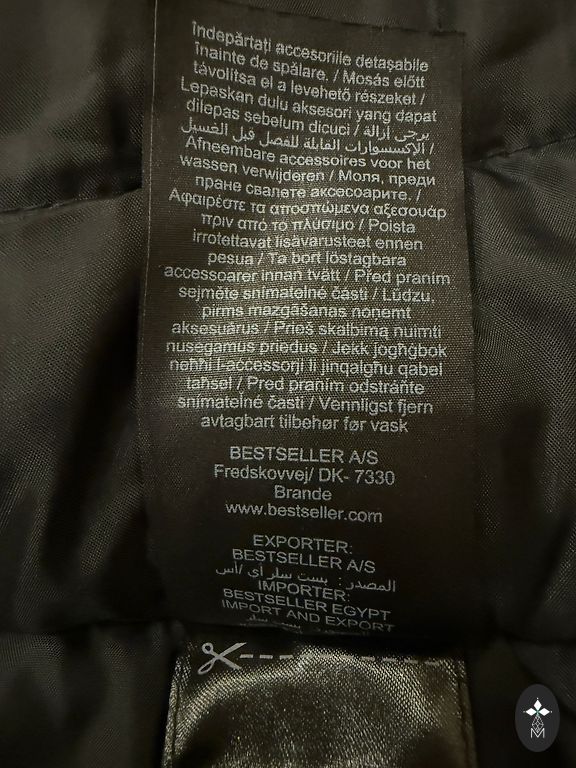 Îndepărtați accesoriile detașabile
înainte de spălare. / Mosás előtt
távolítsa el a levehető részeket /
Lepaskan dulu aksesori yang dapat
dilepas sebelum dicuci / يرجى ازالة
الإكسسوارات القابلة للفصل قبل الغسيل /
Afneembare accessoires voor het
wassen verwijderen / Моля, преди
пране свалете аксесоарите. /
Αφαιρέστε τα αποσπώμενα αξεσουάρ
πριν από το πλύσιμο / Poista
irrotettavat lisävarusteet ennen
pesua / Ta bort löstagbara
accessoarer innan tvätt / Před praním
sejměte snímatelné části / Lūdzu,
pirms mazgāšanas noņemt
aksesuārus / Prieš skalbimą nuimti
nusegamus priedus / Jekk jogħġbok
neħħi l-aċċessorji li jinqalgħu qabel
taħsel / Pred praním odstráňte
snímateľné časti / Vennligst fjern
avtagbart tilbehør før vask
BESTSELLER A/S
Fredskovvej/ DK- 7330
Brande
www.bestseller.com
EXPORTER:
BESTSELLER A/S
المصدر: بست سلر أي /أس
IMPORTER:
BESTSELLER EGYPT
IMPORT AND EXPORT